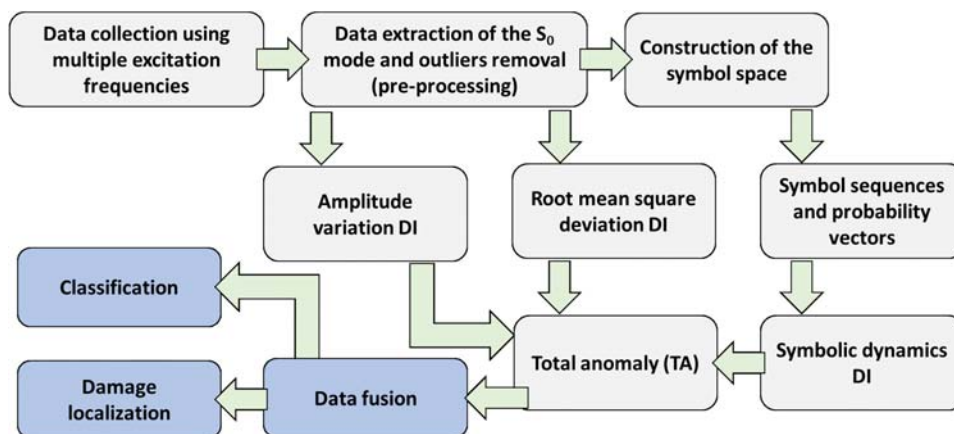 Data collection using
multiple excitation
frequencies
Data extraction of the S₀
mode and outliers removal
(pre-processing)
Construction of the
symbol space
Amplitude
variation DI
Root mean square
deviation DI
Symbol sequences
and probability
vectors
Classification
Total anomaly (TA)
Symbolic dynamics
DI
Damage
localization
Data fusion